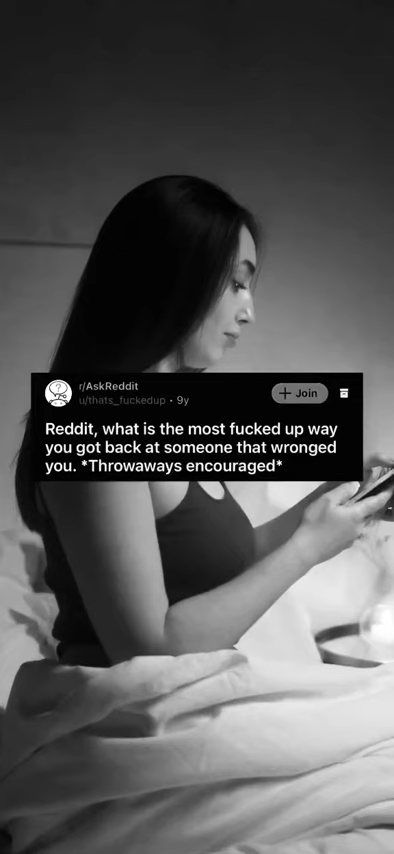 r/AskReddit
u/thats_fuckedup • 9y
+ Join
Reddit, what is the most fucked up way
you got back at someone that wronged
you. *Throwaways encouraged*